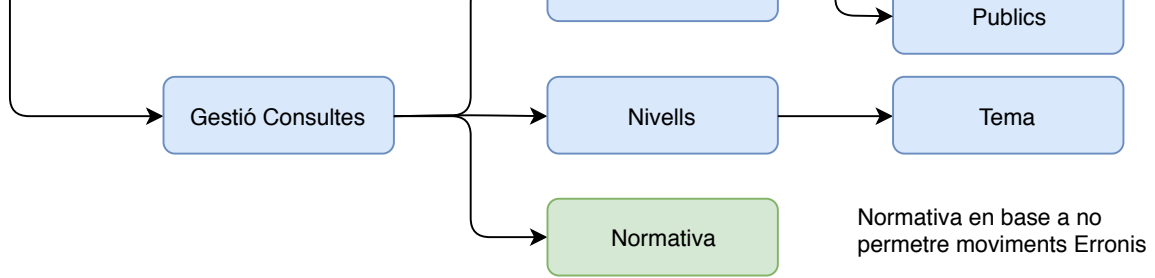 Publics
Gestió Consultes
Nivells
Tema
Normativa
Normativa en base a no
permetre moviments Erronis